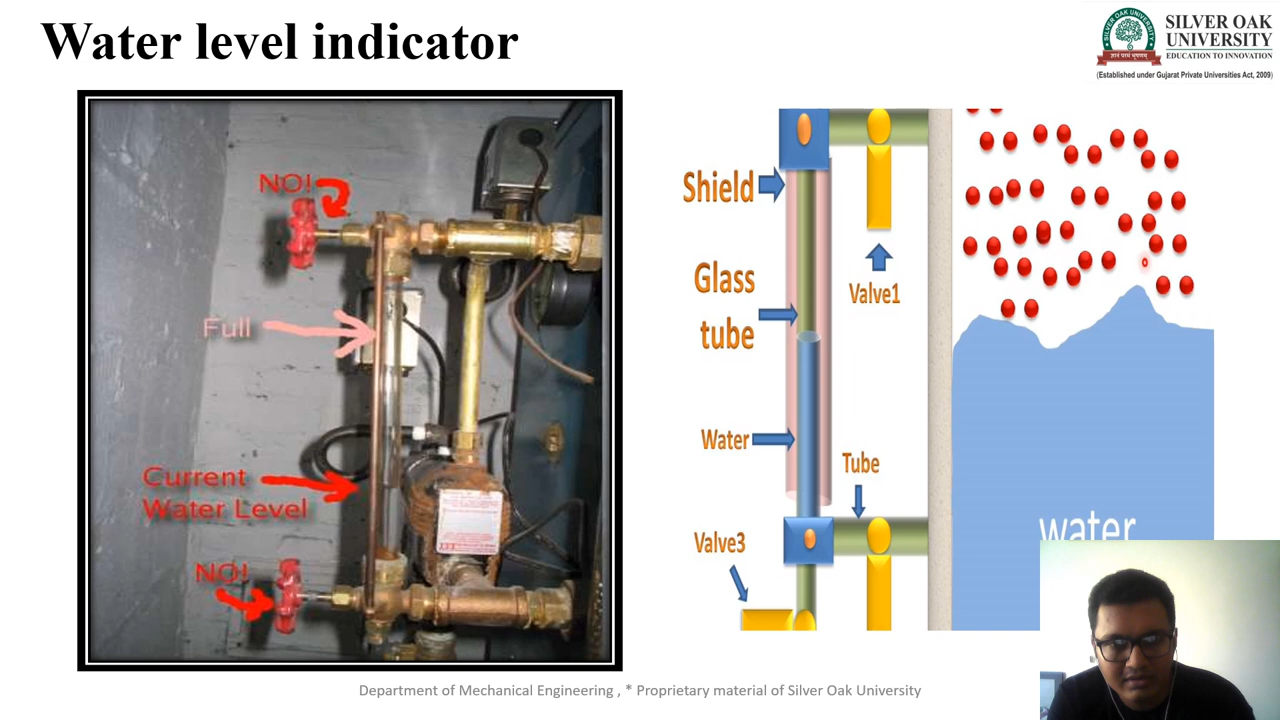 Water level indicator
SILVER OAK
UNIVERSITY
EDUCATION TO INNOVATION
(Established under Gujarat Private Universities Act, 2009)
NO!
Full
Current
Water Level
NO!
Shield
Valve1
Glass
tube
Water
Tube
Valve3
water
Department of Mechanical Engineering , * Proprietary material of Silver Oak University